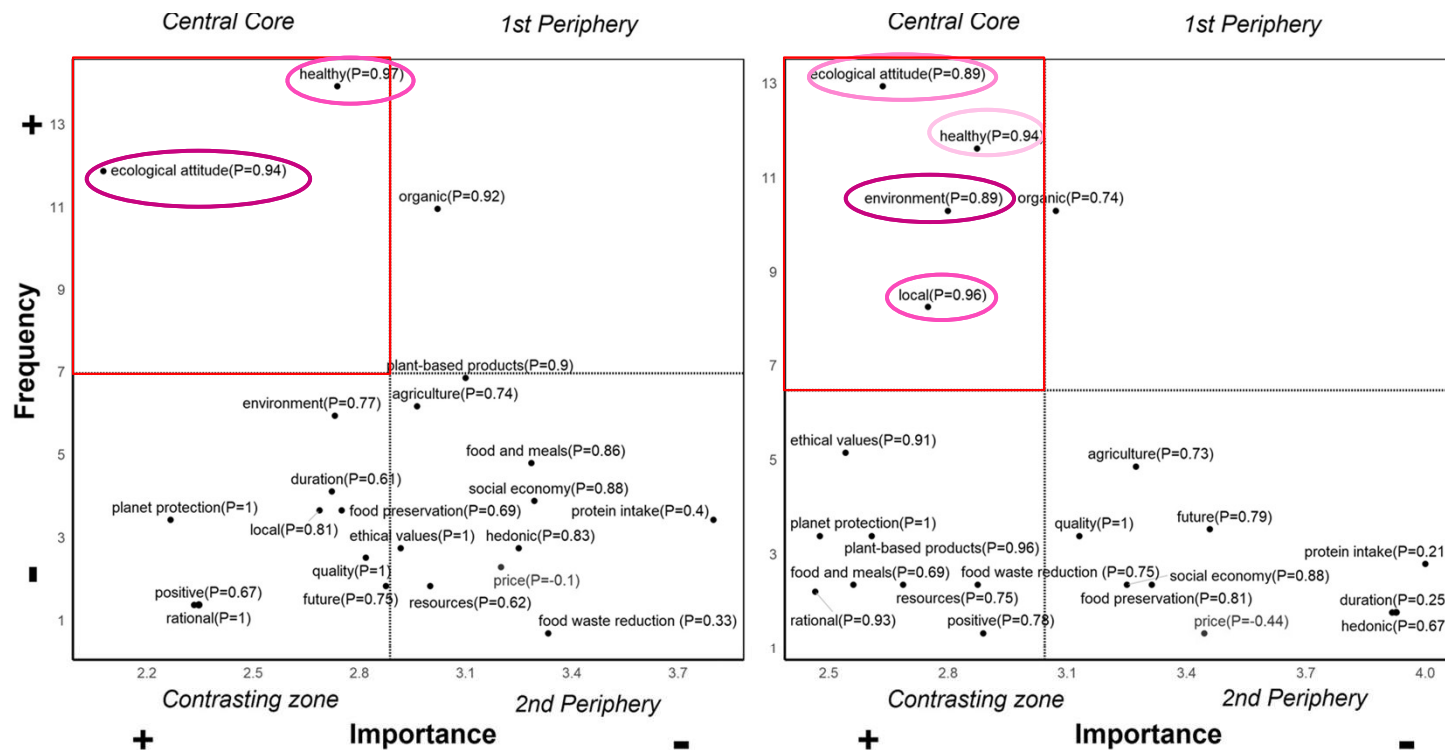 Central Core
1st Periphery
healthy(P=0.97)
+
13
ecological attitude(P=0.94)
organic(P=0.92)
11
9
Frequency
7
plant-based products(P=0.9)
environment(P=0.77)
agriculture(P=0.74)
5
food and meals(P=0.86)
duration(P=0.61)
social economy(P=0.88)
planet protection(P=1)
local(P=0.81)
food preservation(P=0.69)
protein intake(P=0.4)
3
ethical values(P=1)
hedonic(P=0.83)
quality(P=1)
price(P=-0.1)
-
positive(P=0.67)
future(P=0.75)
resources(P=0.62)
rational(P=1)
food waste reduction (P=0.33)
1
2.2 2.5 2.8 3.1 3.4 3.7
Contrasting zone
2nd Periphery
+
Importance
-
Central Core
1st Periphery
13
ecological attitude(P=0.89)
healthy(P=0.94)
11
environment(P=0.89)
organic(P=0.74)
9
local(P=0.96)
7
ethical values(P=0.91)
5
agriculture(P=0.73)
planet protection(P=1)
quality(P=1)
future(P=0.79)
plant-based products(P=0.96)
3
protein intake(P=0.21)
food and meals(P=0.69)
food waste reduction (P=0.75)
social economy(P=0.88)
resources(P=0.75)
food preservation(P=0.81)
duration(P=0.25)
rational(P=0.93)
positive(P=0.78)
price(P=-0.44)
hedonic(P=0.67)
1
2.5 2.8 3.1 3.4 3.7 4.0
Contrasting zone
2nd Periphery
+
Importance
-